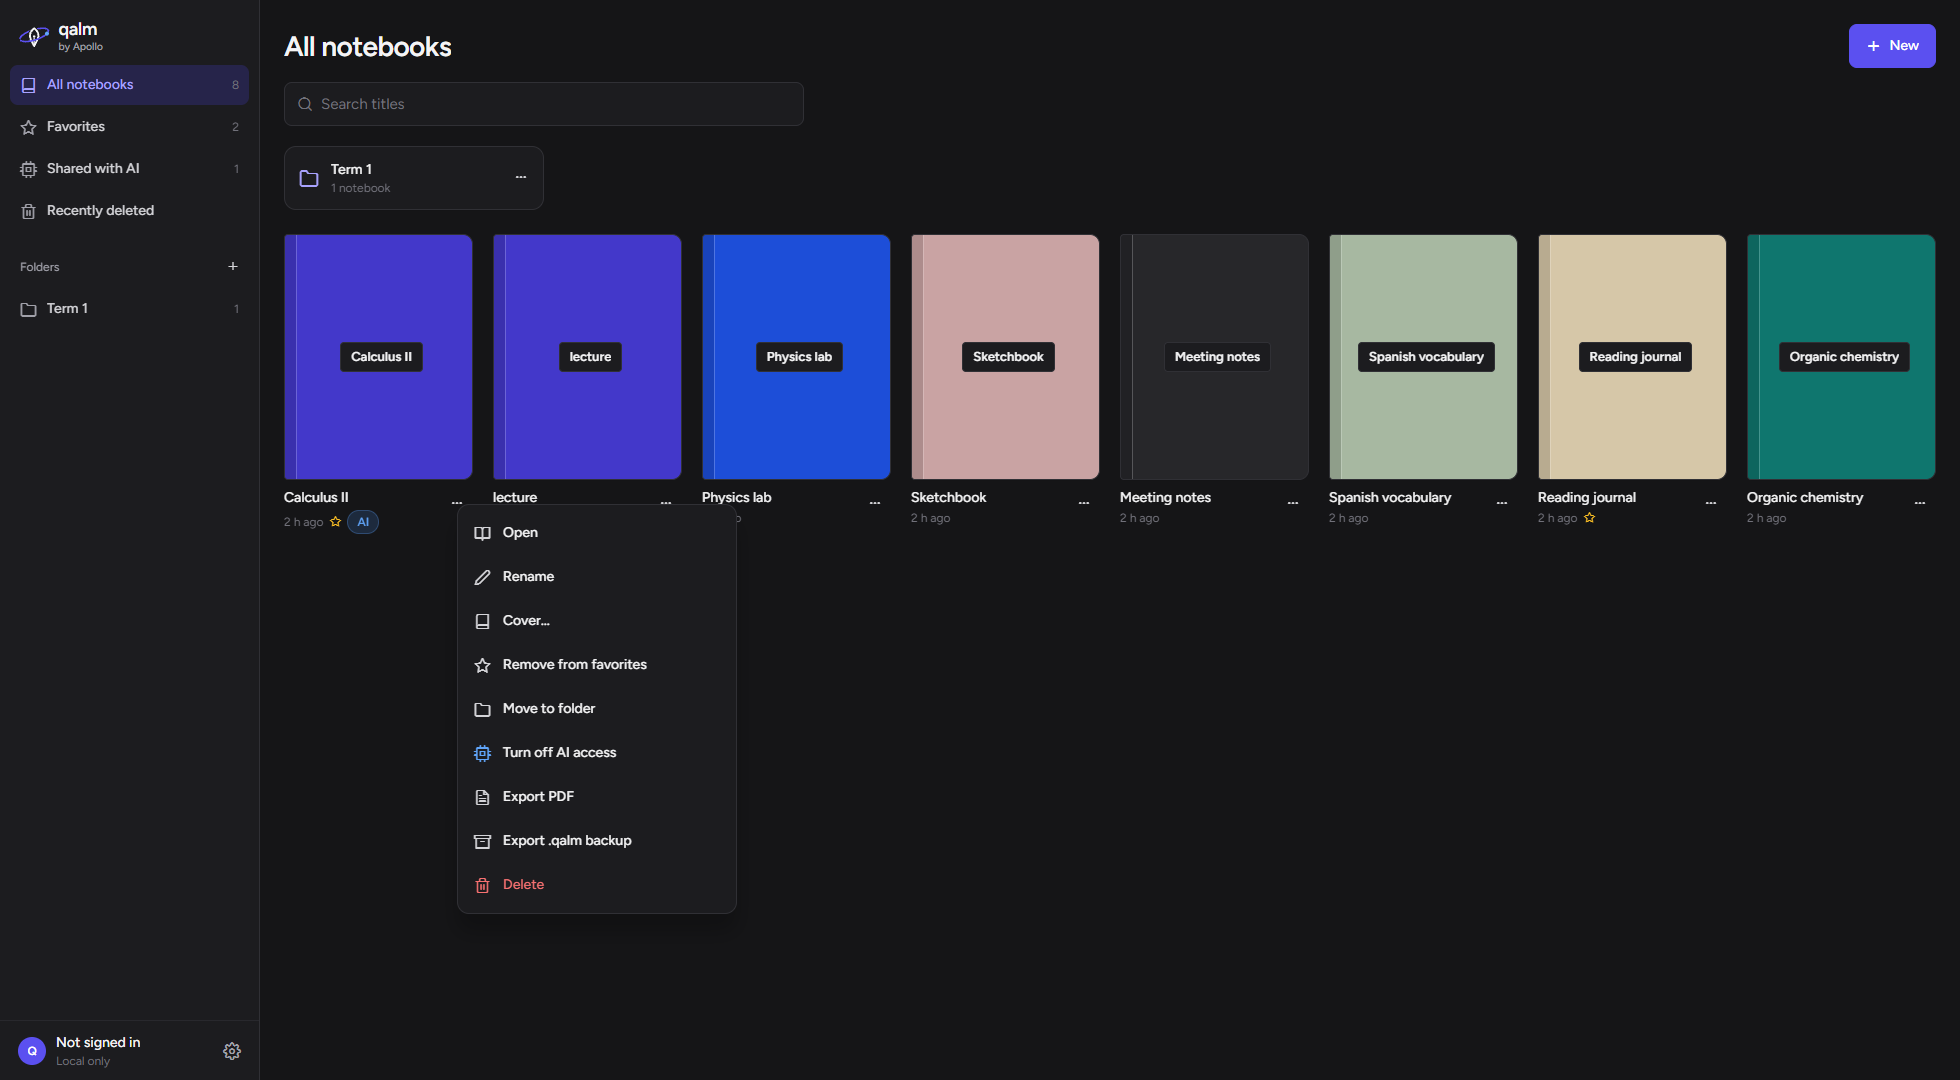 qalm
by Apollo
All notebooks 8
Favorites 2
Shared with AI 1
Recently deleted
Folders +
Term 1 1
Not signed in
Local only
Q
All notebooks
+ New
Search titles
Term 1
1 notebook
...
Calculus II
lecture
Physics lab
Sketchbook
Meeting notes
Spanish vocabulary
Reading journal
Organic chemistry
Calculus II ...
2 h ago AI
lecture ...
Physics lab ...
o
Sketchbook ...
2 h ago
Meeting notes ...
2 h ago
Spanish vocabulary ...
2 h ago
Reading journal ...
2 h ago
Organic chemistry ...
2 h ago
Open
Rename
Cover...
Remove from favorites
Move to folder
Turn off AI access
Export PDF
Export .qalm backup
Delete